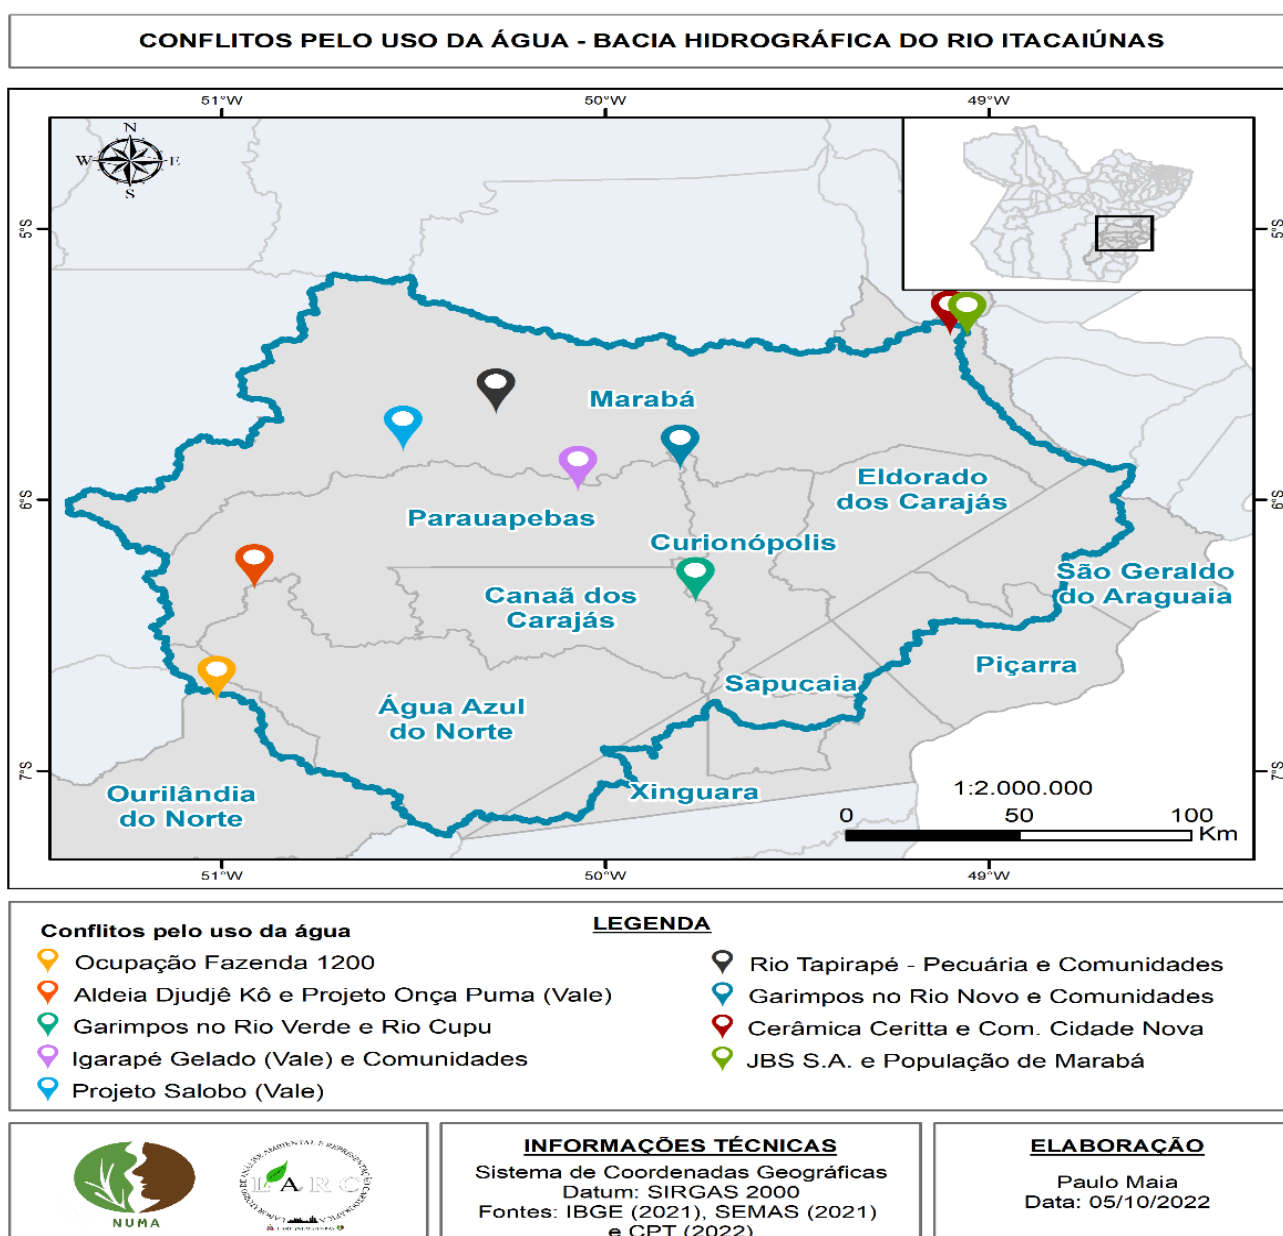 CONFLITOS PELO USO DA ÁGUA - BACIA HIDROGRÁFICA DO RIO ITACAIÚNAS
51°W 50°W 49°W
N
W E
S
5°S 5°S
Marabá
Eldorado
dos Carajás
6°S 6°S
Parauapebas
Curionópolis
São Geraldo
do Araguaia
Canaã dos
Carajás
Piçarra
Sapucaia
Água Azul
do Norte
7°S 7°S
Xinguara
Ourilândia
do Norte
1:2.000.000
0 50 100
Km
51°W 50°W 49°W
LEGENDA
Conflitos pelo uso da água
Ocupação Fazenda 1200
Aldeia Djudjê Kô e Projeto Onça Puma (Vale)
Garimpos no Rio Verde e Rio Cupu
Igarapé Gelado (Vale) e Comunidades
Projeto Salobo (Vale)
Rio Tapirapé - Pecuária e Comunidades
Garimpos no Rio Novo e Comunidades
Cerâmica Ceritta e Com. Cidade Nova
JBS S.A. e População de Marabá
NUMA
LARC
INFORMAÇÕES TÉCNICAS
Sistema de Coordenadas Geográficas
Datum: SIRGAS 2000
Fontes: IBGE (2021), SEMAS (2021)
e CPT (2022)
ELABORAÇÃO
Paulo Maia
Data: 05/10/2022